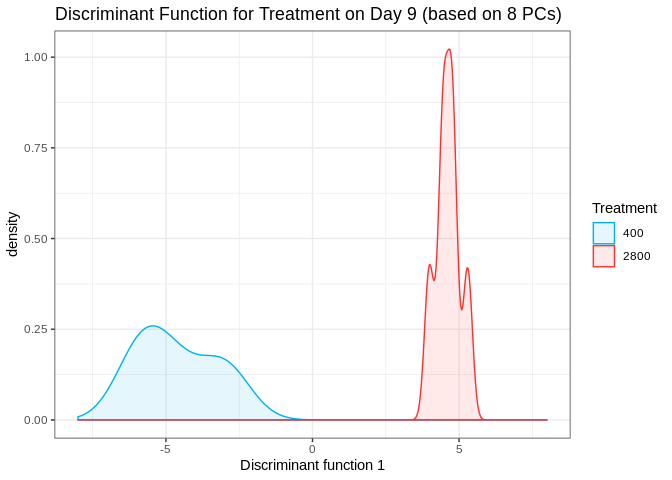 Discriminant Function for Treatment on Day 9 (based on 8 PCs)
1.00
0.75
0.50
0.25
0.00
density
-5
0
5
Discriminant function 1
Treatment
400
2800